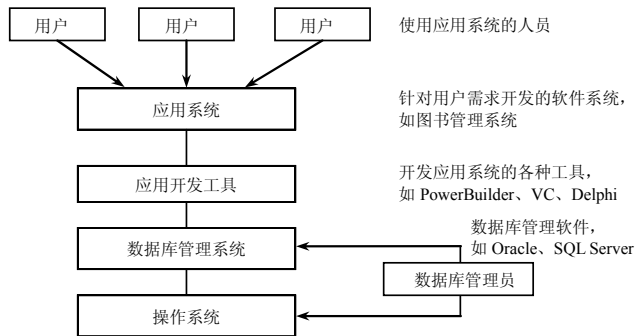 用户 用户 用户 使用应用系统的人员
应用系统
针对用户需求开发的软件系统，
如图书管理系统
应用开发工具
开发应用系统的各种工具，
如 PowerBuilder、VC、Delphi
数据库管理系统
数据库管理软件，
如 Oracle、SQL Server
数据库管理员
操作系统